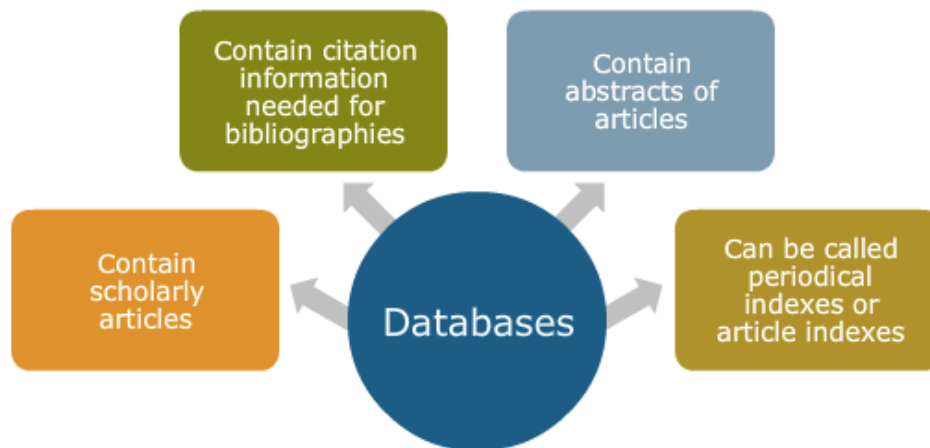 Contain citation
information
needed for
bibliographies
Contain
abstracts of
articles
Contain
scholarly
articles
Can be called
periodical
indexes or
article indexes
Databases